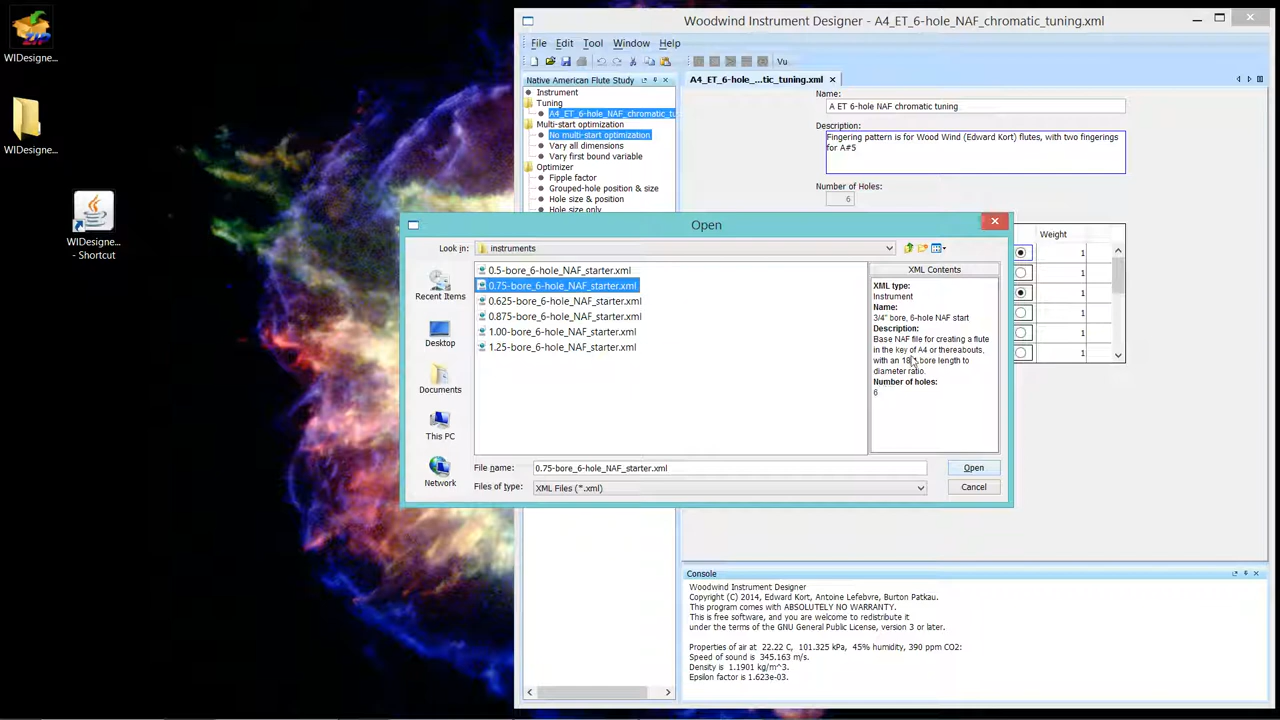 WIDesigne...
WIDesigne...
WIDesigne...
- Shortcut
Woodwind Instrument Designer - A4_ET_6-hole_NAF_chromatic_tuning.xml
File Edit Tool Window Help
Vu
Native American Flute Study
Instrument
Tuning
A4_ET_6-hole_NAF_chromatic_tu
Multi-start optimization
No multi-start optimization
Vary all dimensions
Vary first bound variable
Optimizer
Fipple factor
Grouped-hole position & size
Hole size & position
Hole size only
A4_ET_6-hole_...tic_tuning.xml
Name:
A ET 6-hole NAF chromatic tuning
Description:
Fingering pattern is for Wood Wind (Edward Kort) flutes, with two fingerings
for A#5
Number of Holes:
6
Weight
1
1
1
1
1
1
Open
Look in: instruments
Recent Items
Desktop
Documents
This PC
Network
0.5-bore_6-hole_NAF_starter.xml
0.75-bore_6-hole_NAF_starter.xml
0.625-bore_6-hole_NAF_starter.xml
0.875-bore_6-hole_NAF_starter.xml
1.00-bore_6-hole_NAF_starter.xml
1.25-bore_6-hole_NAF_starter.xml
XML Contents
XML type:
Instrument
Name:
3/4" bore, 6-hole NAF start
Description:
Base NAF file for creating a flute
in the key of A4 or thereabouts,
with an bore length to
diameter ratio.
Number of holes:
6
File name: 0.75-bore_6-hole_NAF_starter.xml Open
Files of type: XML Files (*.xml) Cancel
Console
Woodwind Instrument Designer
Copyright (C) 2014, Edward Kort, Antoine Lefebvre, Burton Patkau.
This program comes with ABSOLUTELY NO WARRANTY.
This is free software, and you are welcome to redistribute it
under the terms of the GNU General Public License, version 3 or later.
Properties of air at 22.22 C, 101.325 kPa, 45% humidity, 390 ppm CO2:
Speed of sound is 345.163 m/s.
Density is 1.1901 kg/m^3.
Epsilon factor is 1.623e-03.